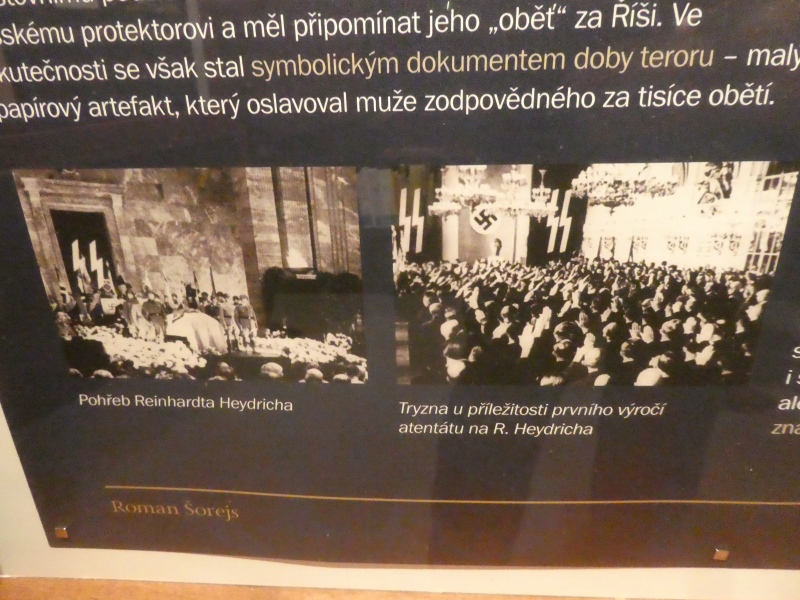 skému protektorovi a měl připomínat jeho „oběť“ za Říši. Ve
kutečnosti se však stal symbolickým dokumentem doby teroru – malý
papírový artefakt, který oslavoval muže zodpovědného za tisíce obětí.
Pohřeb Reinhardta Heydricha
Tryzna u příležitosti prvního výročí
atentátu na R. Heydricha
Roman Šorejs